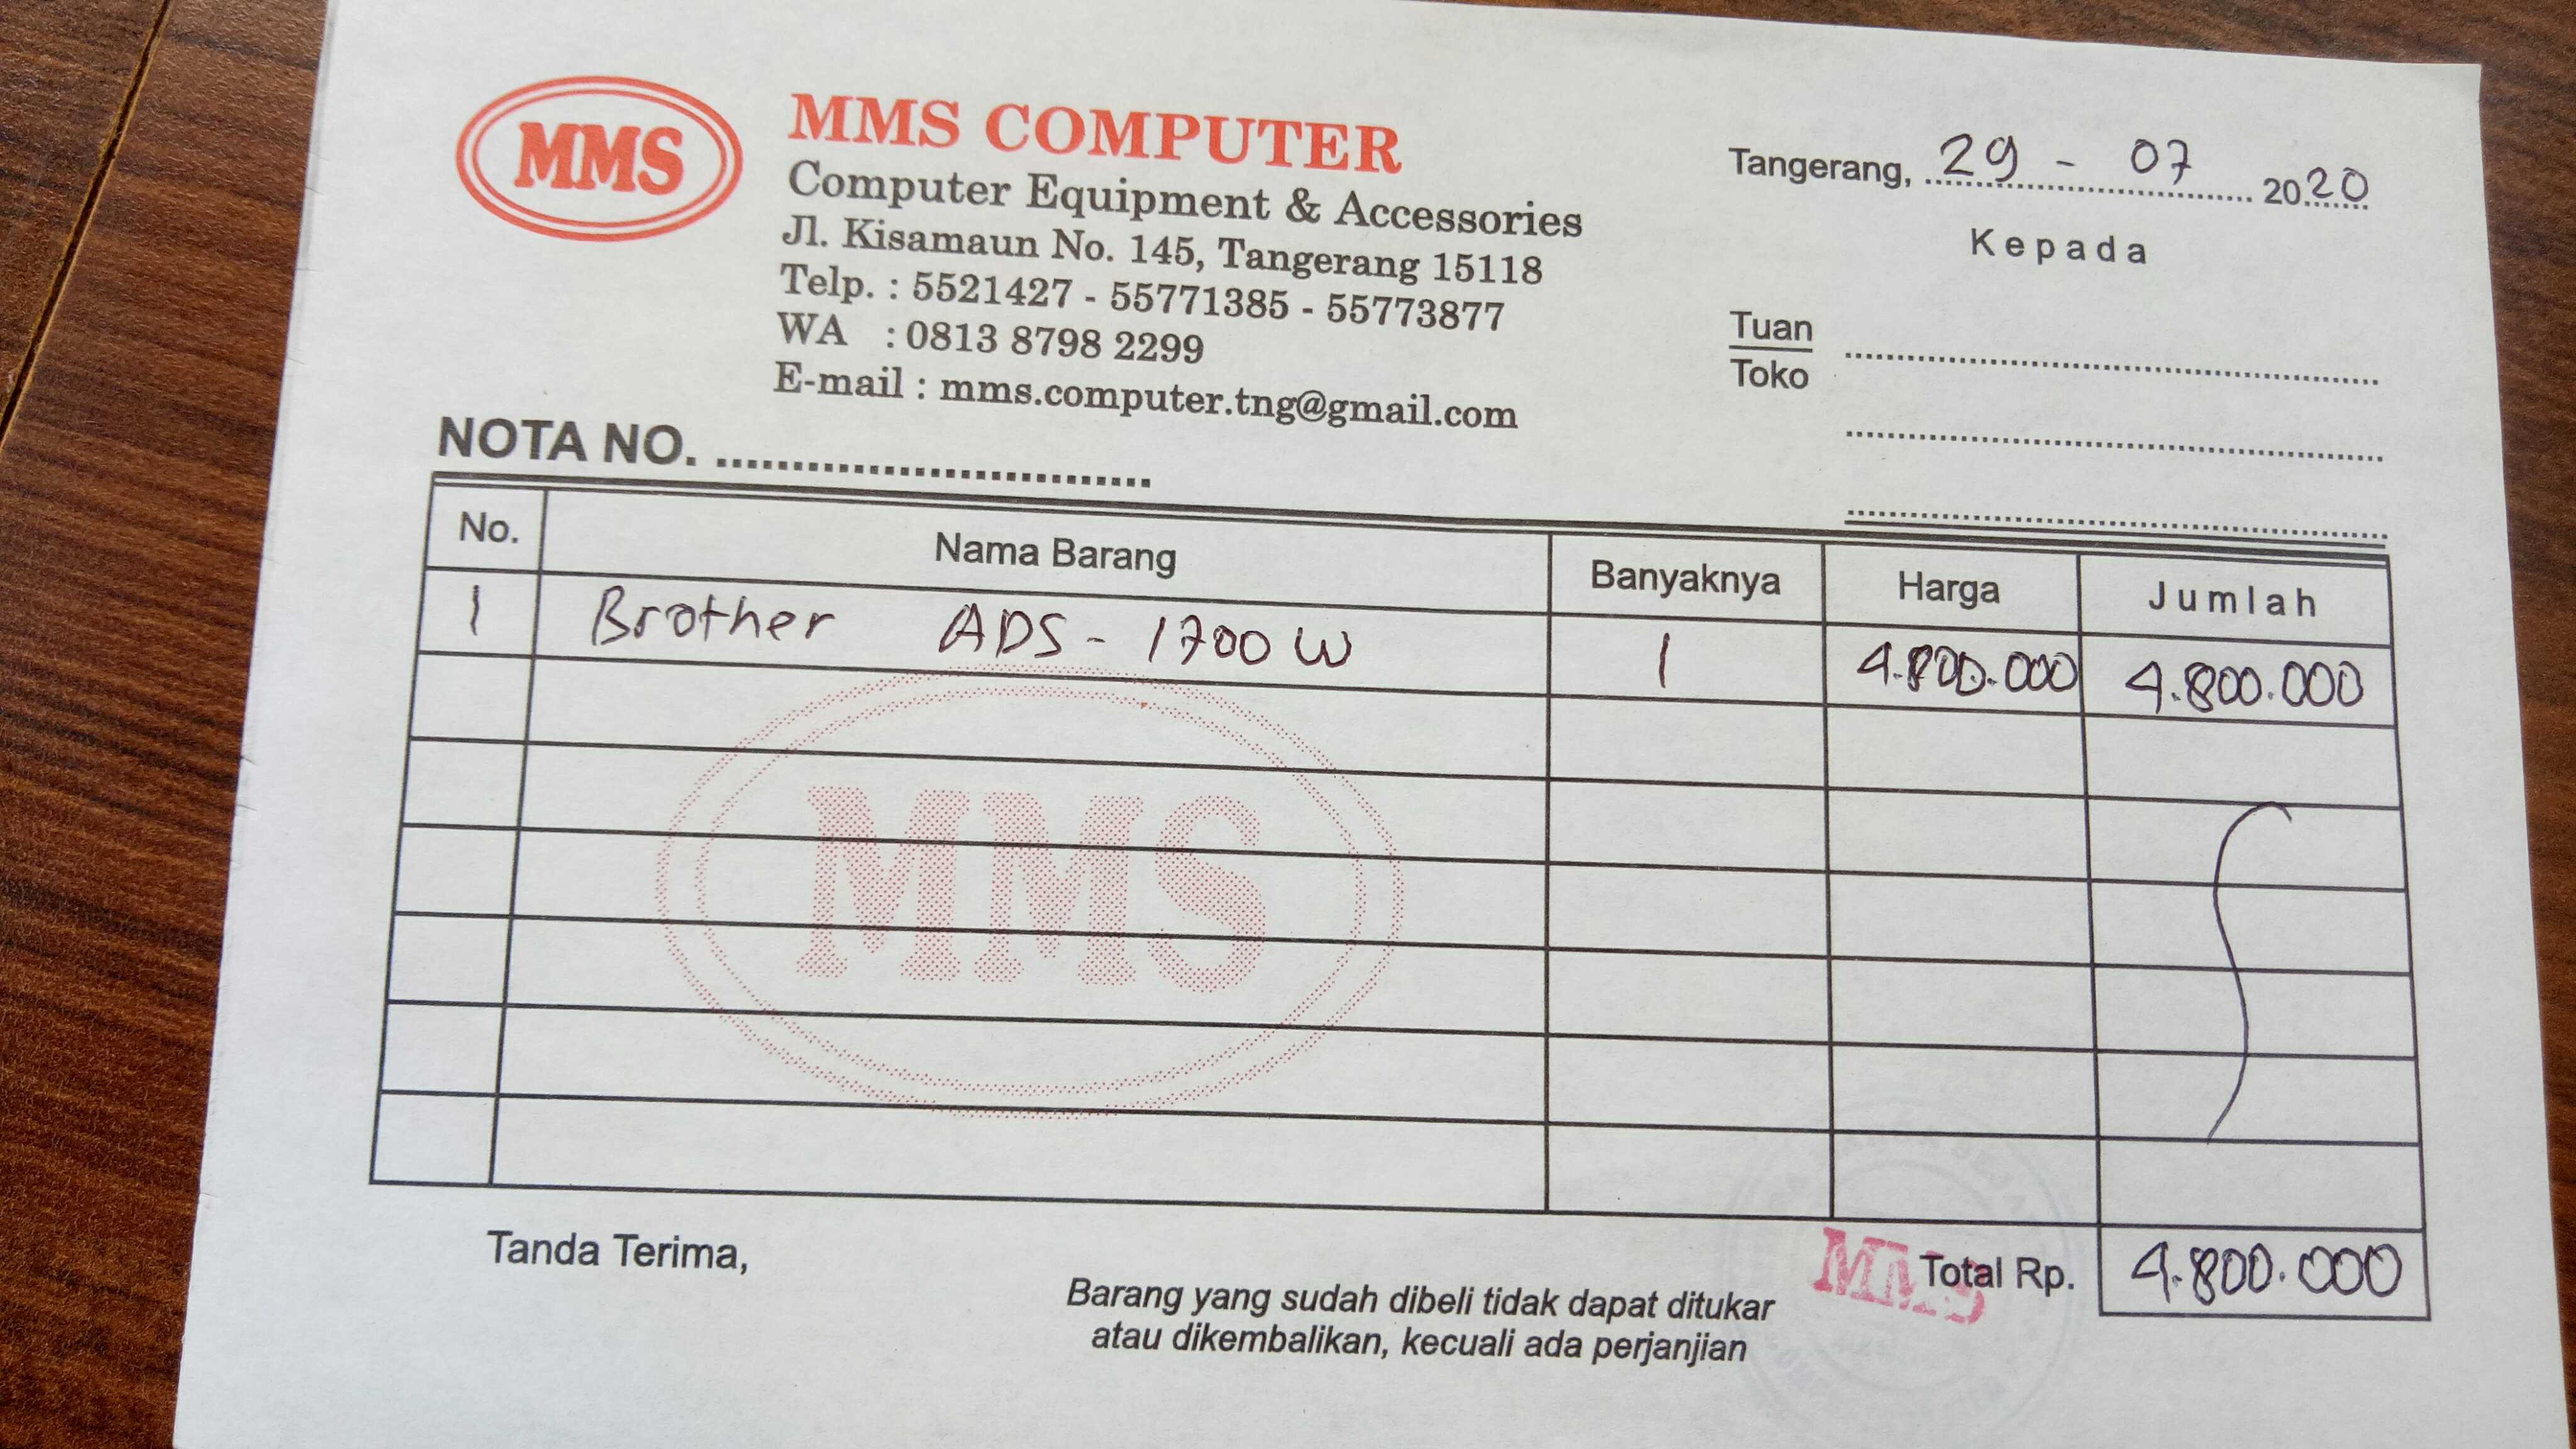 MMS
MMS COMPUTER
Computer Equipment & Accessories
Jl. Kisamaun No. 145, Tangerang 15118
Telp. : 5521427 - 55771385 - 55773877
WA : 0813 8798 2299
E-mail : mms.computer.tng@gmail.com
Tangerang, 29 - 07 2020
Kepada
Tuan
Toko
NOTA NO.
No. Nama Barang Banyaknya Harga Jumlah
1 Brother ADS - 1700 W 1 4.800.000 4.800.000
MMS
Tanda Terima,
Barang yang sudah dibeli tidak dapat ditukar
atau dikembalikan, kecuali ada perjanjian
MMS
Total Rp. 4.800.000